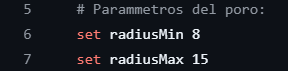 5 # Parammetros del poro:
6 set radiusMin 8
7 set radiusMax 15